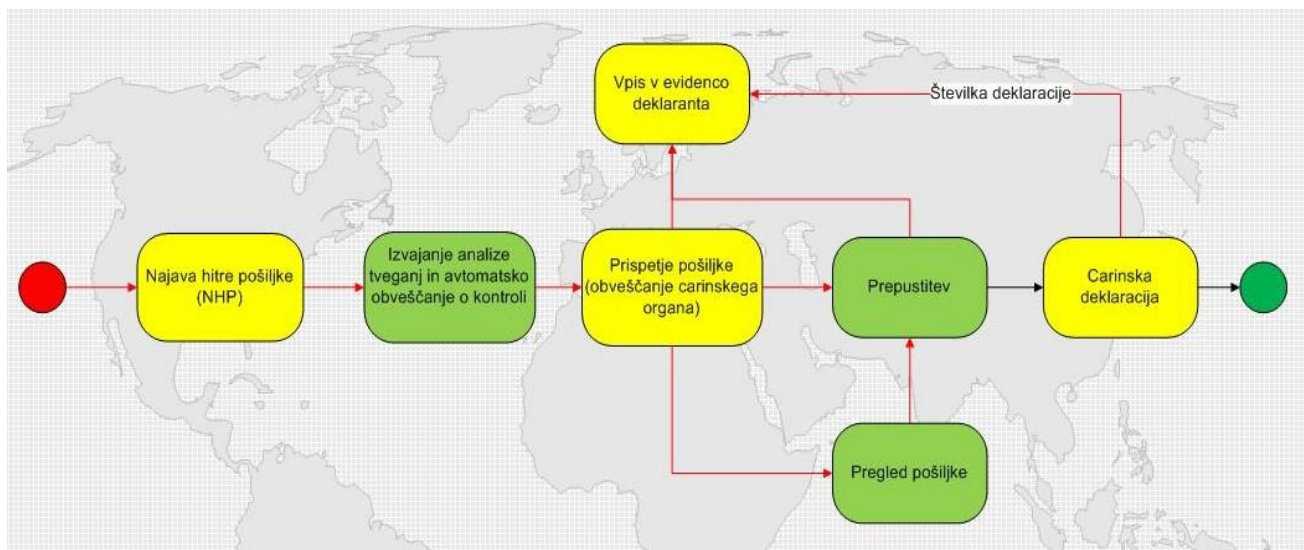 Vpis v evidenco
deklaranta
Številka deklaracije
Najava hitre pošiljke
(NHP)
Izvajanje analize
tveganj in avtomatsko
obveščanje o kontroli
Prispetje pošiljke
(obveščanje carinskega
organa)
Prepustitev
Carinska
deklaracija
Pregled pošiljke